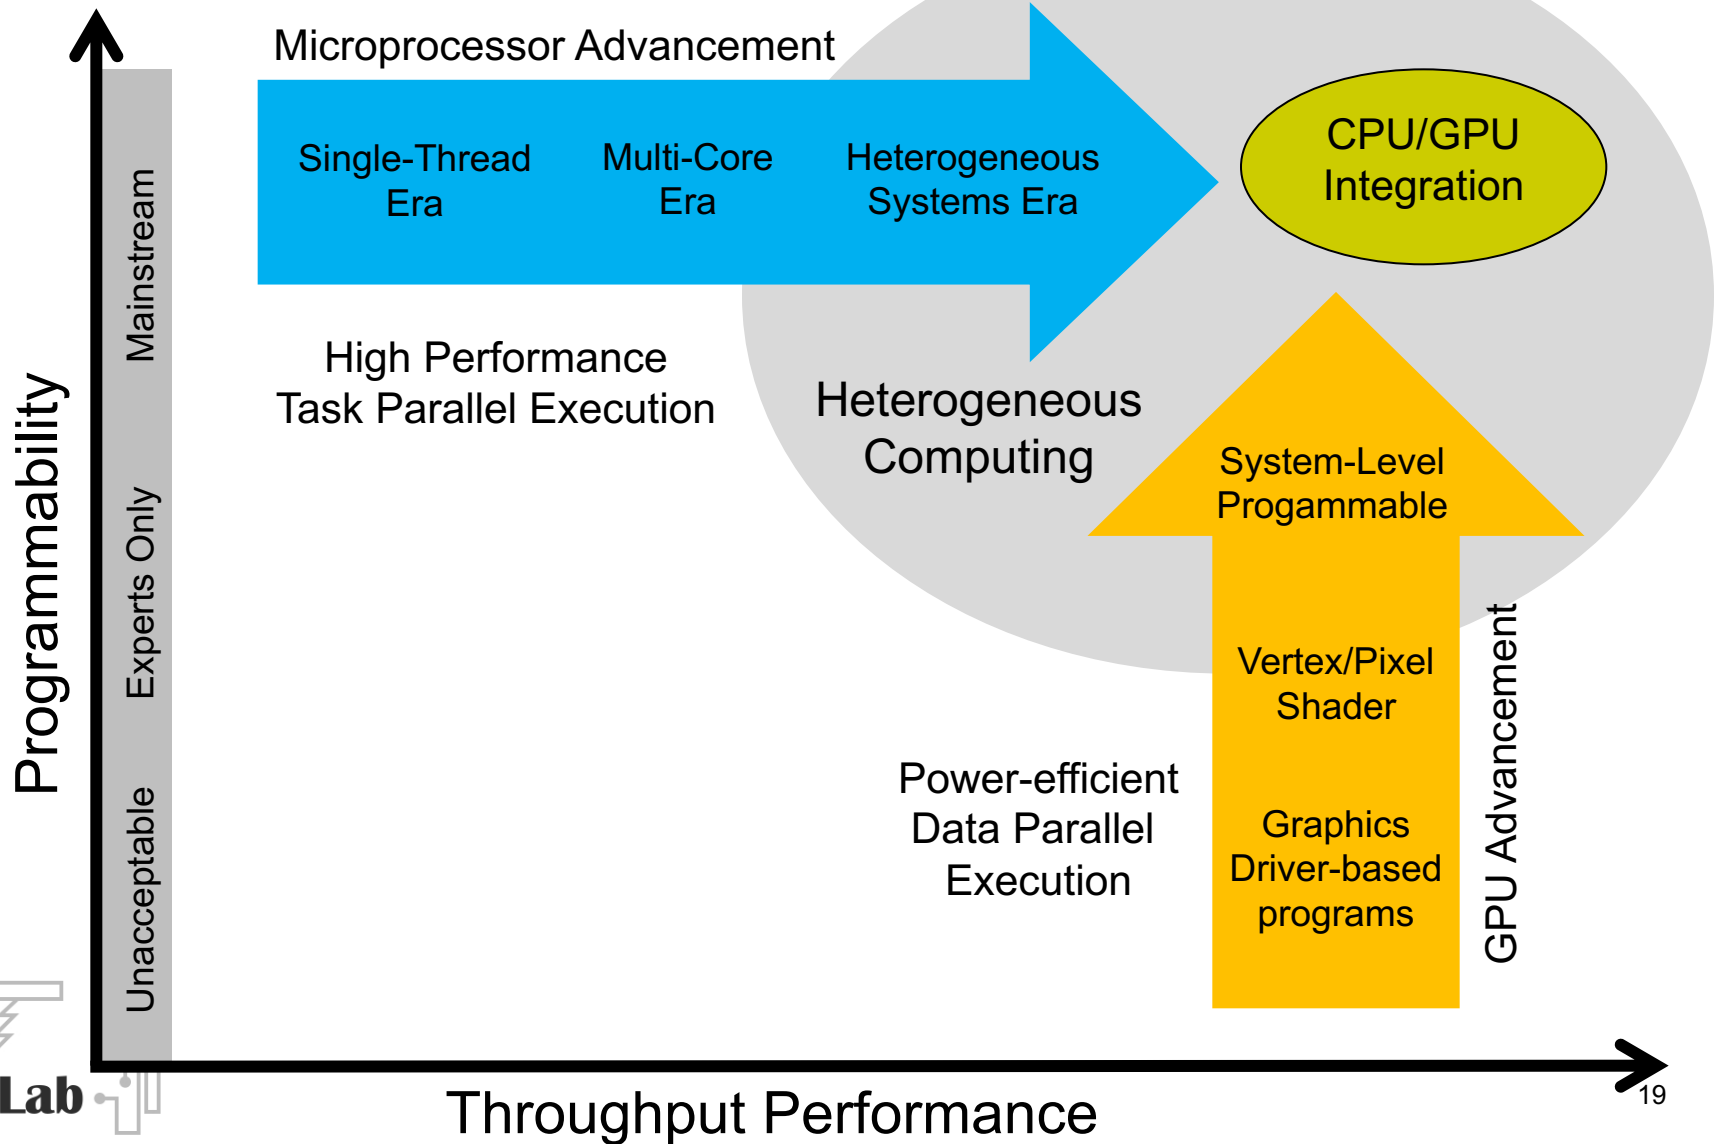 Microprocessor Advancement
Single-Thread
Era
Multi-Core
Era
Heterogeneous
Systems Era
CPU/GPU
Integration
High Performance
Task Parallel Execution
Heterogeneous
Computing
System-Level
Progammable
Vertex/Pixel
Shader
Graphics
Driver-based
programs
Power-efficient
Data Parallel
Execution
GPU Advancement
Programmability
Mainstream
Experts Only
Unacceptable
Throughput Performance
Lab
19